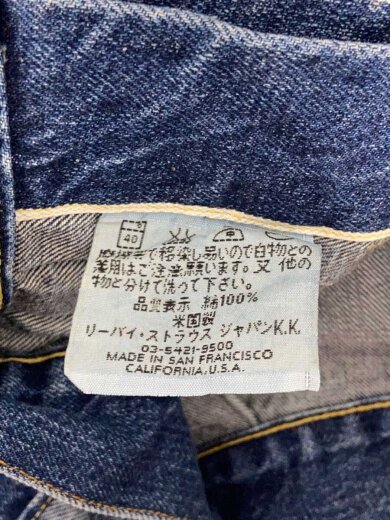 40
で移染し易いので白物との
着用はご注意願います。又 他の
物と分けて洗って下さい。
品質表示 綿100%
米国製
リーバイ・ストラウス ジャパンK.K.
03-5421-9500
MADE IN SAN FRANCISCO
CALIFORNIA, U.S.A.